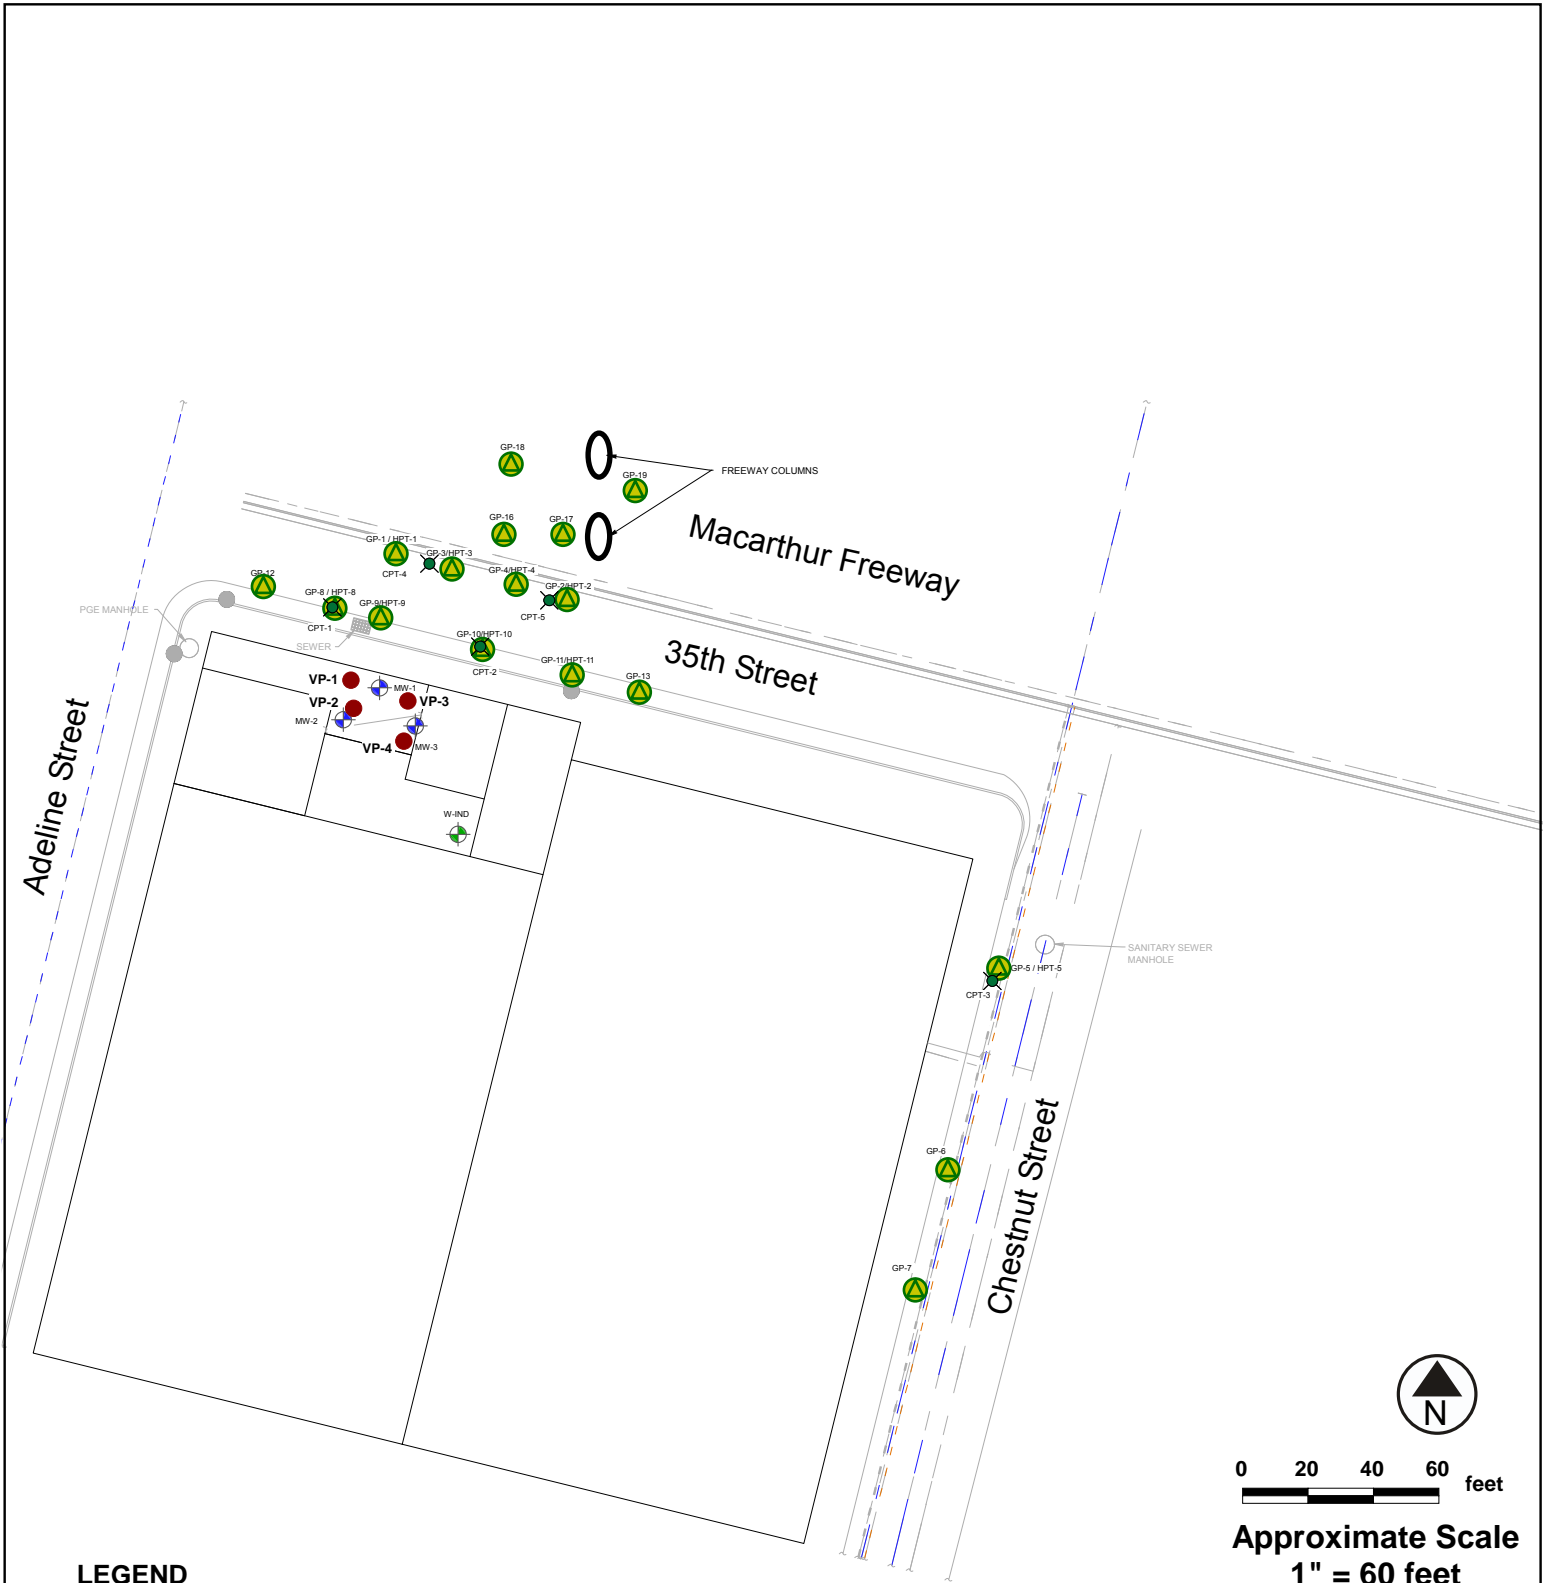 GP-18
GP-19
FREEWAY COLUMNS
GP-16
GP-17
Macarthur Freeway
GP-1 / HPT-1
GP-3/HPT-3
CPT-4
GP-4/HPT-4
GP-2/HPT-2
GP-12
GP-8 / HPT-8
GP-9/HPT-9
CPT-5
PGE MANHOLE
CPT-1
GP-10/HPT-10
SEWER
35th Street
GP-11/HPT-11
CPT-2
GP-13
VP-1
MW-1
VP-2
VP-3
MW-2
VP-4
MW-3
Adeline Street
W-IND
SANITARY SEWER
MANHOLE
GP-5 / HPT-5
CPT-3
GP-6
Chestnut Street
GP-7
N
0 20 40 60
feet
Approximate Scale
1" = 60 feet
LEGEND